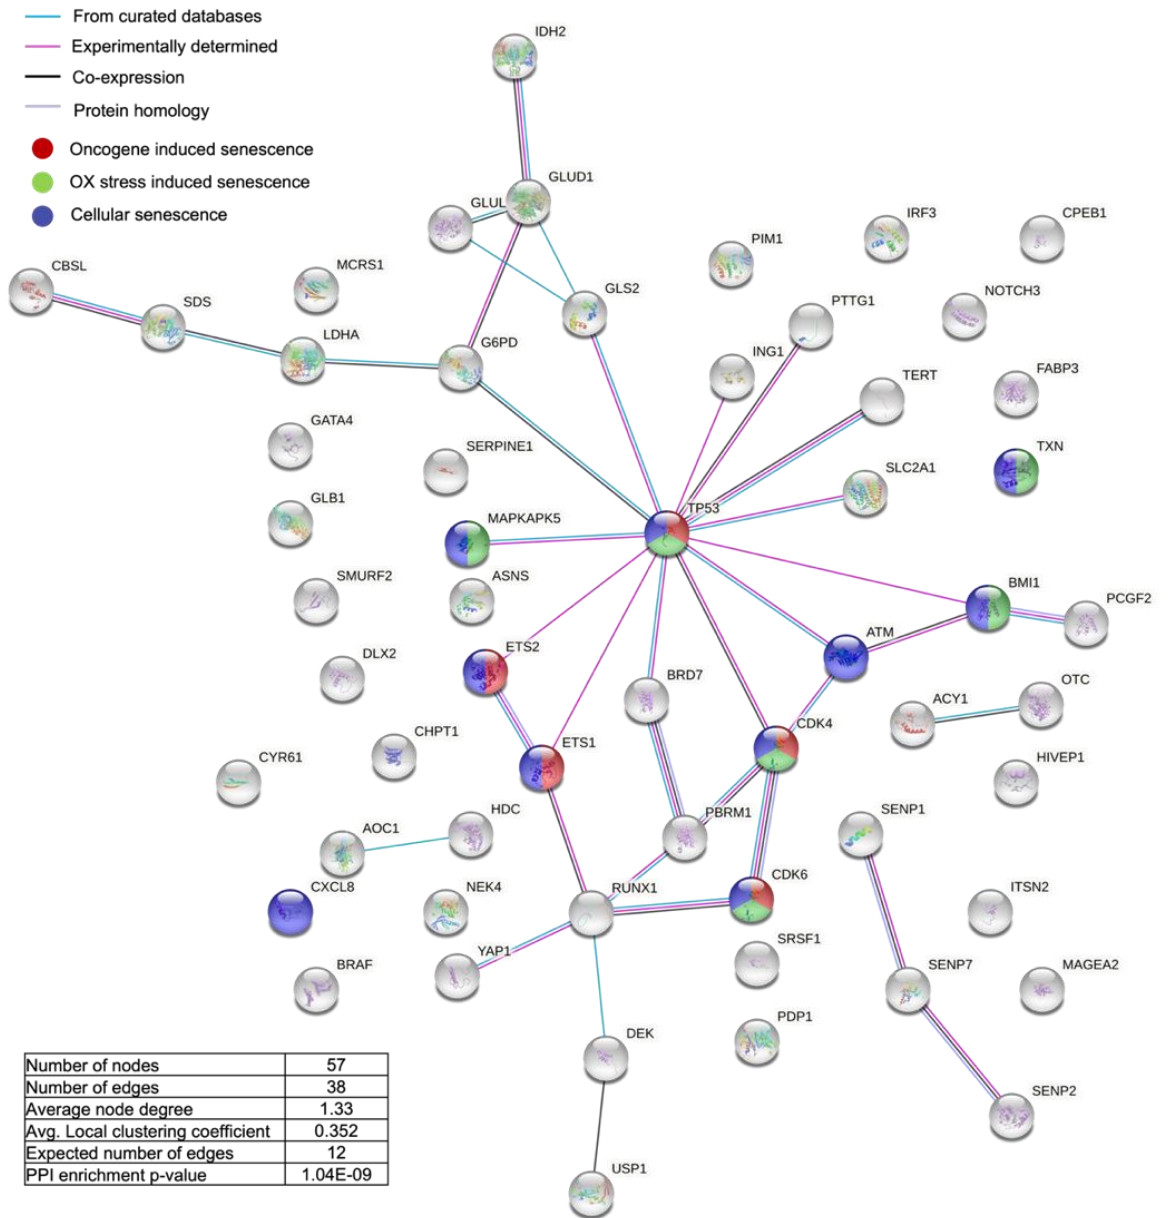 From curated databases
Experimentally determined
Co-expression
Protein homology
Oncogene induced senescence
OX stress induced senescence
Cellular senescence
IDH2
GLUD1
GLUL
IRF3
CPEB1
PIM1
CBSL
MCRS1
SDS
GLS2
PTTG1
NOTCH3
LDHA
G6PD
ING1
TERT
FABP3
GATA4
SERPINE1
TXN
SLC2A1
GLB1
TP53
MAPKAPK5
SMURF2
ASNS
BMI1
PCGF2
ATM
ETS2
DLX2
BRD7
OTC
ACY1
CDK4
CHPT1
ETS1
CYR61
HIVEP1
HDC
PBRM1
SENP1
AOC1
CDK6
CXCL8
NEK4
RUNX1
ITSN2
SRSF1
YAP1
BRAF
SENP7
MAGEA2
PDP1
DEK
SENP2
USP1
Number of nodes 57
Number of edges 38
Average node degree 1.33
Avg. Local clustering coefficient 0.352
Expected number of edges 12
PPI enrichment p-value 1.04E-09